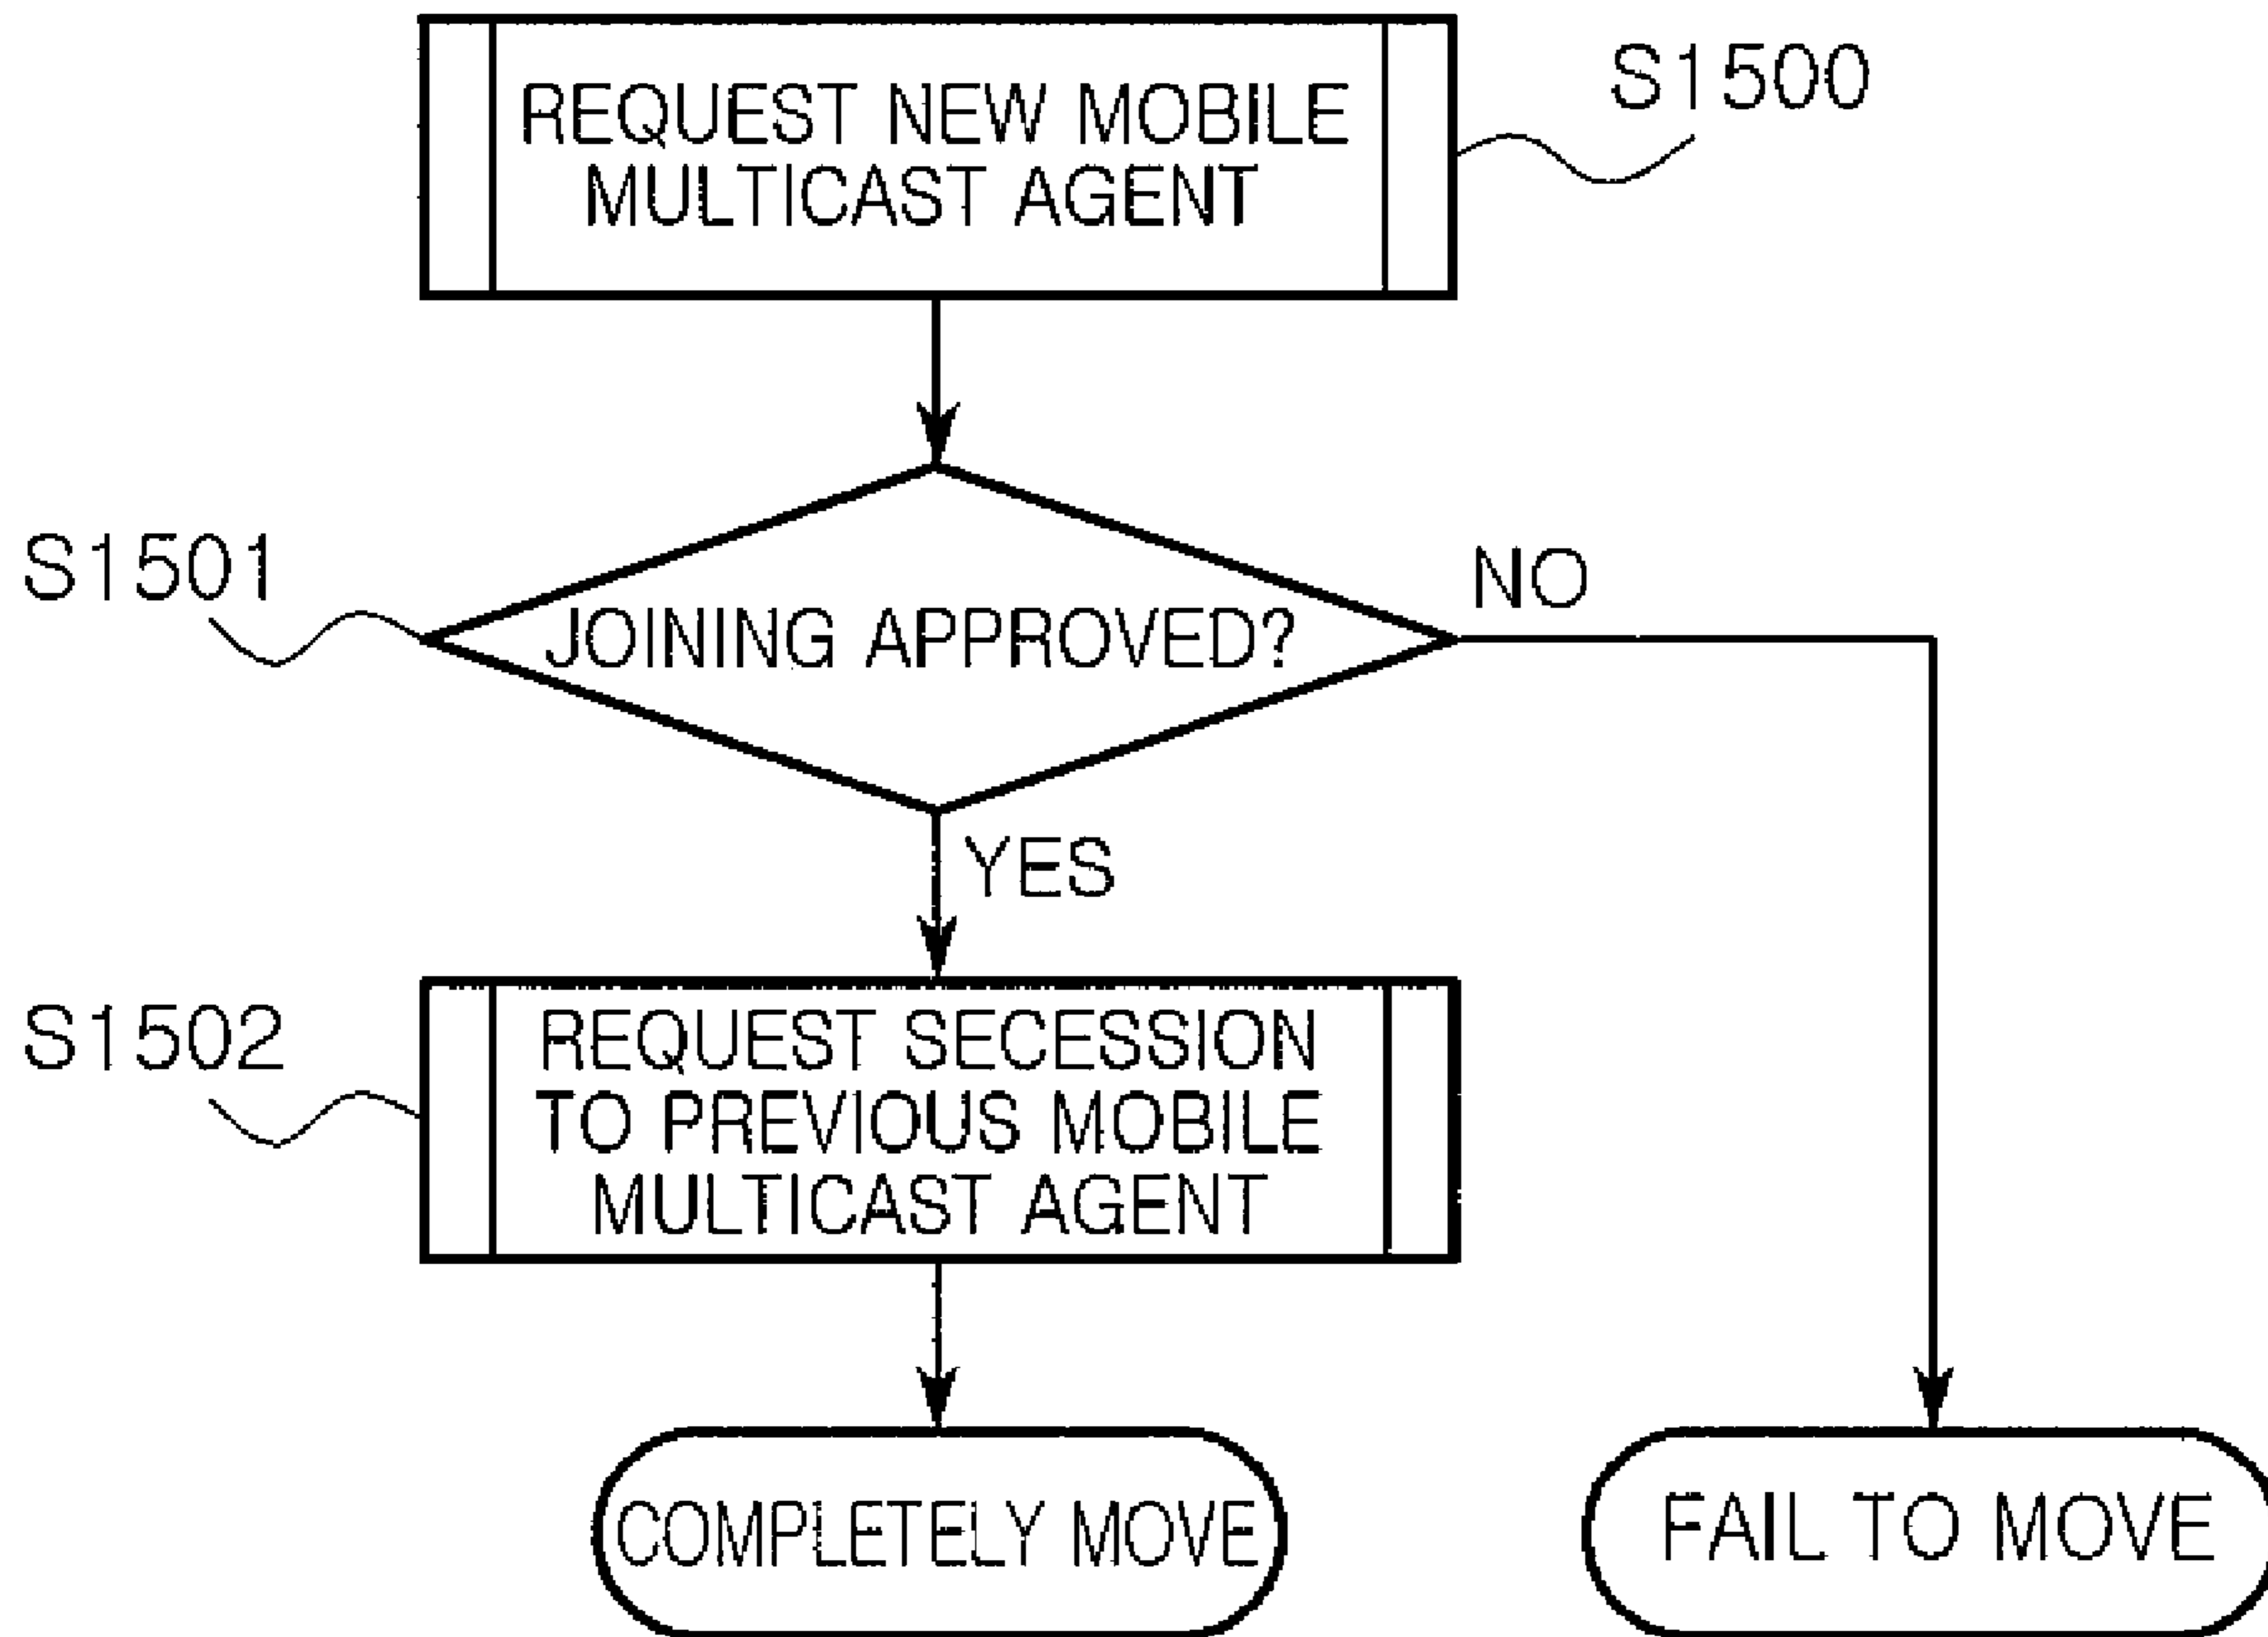 REQUEST NEW MOBILE
MULTICAST AGENT
S1500
S1501
JOINING APPROVED?
NO
YES
S1502
REQUEST SECESSION
TO PREVIOUS MOBILE
MULTICAST AGENT
COMPLETELY MOVE
FAIL TO MOVE